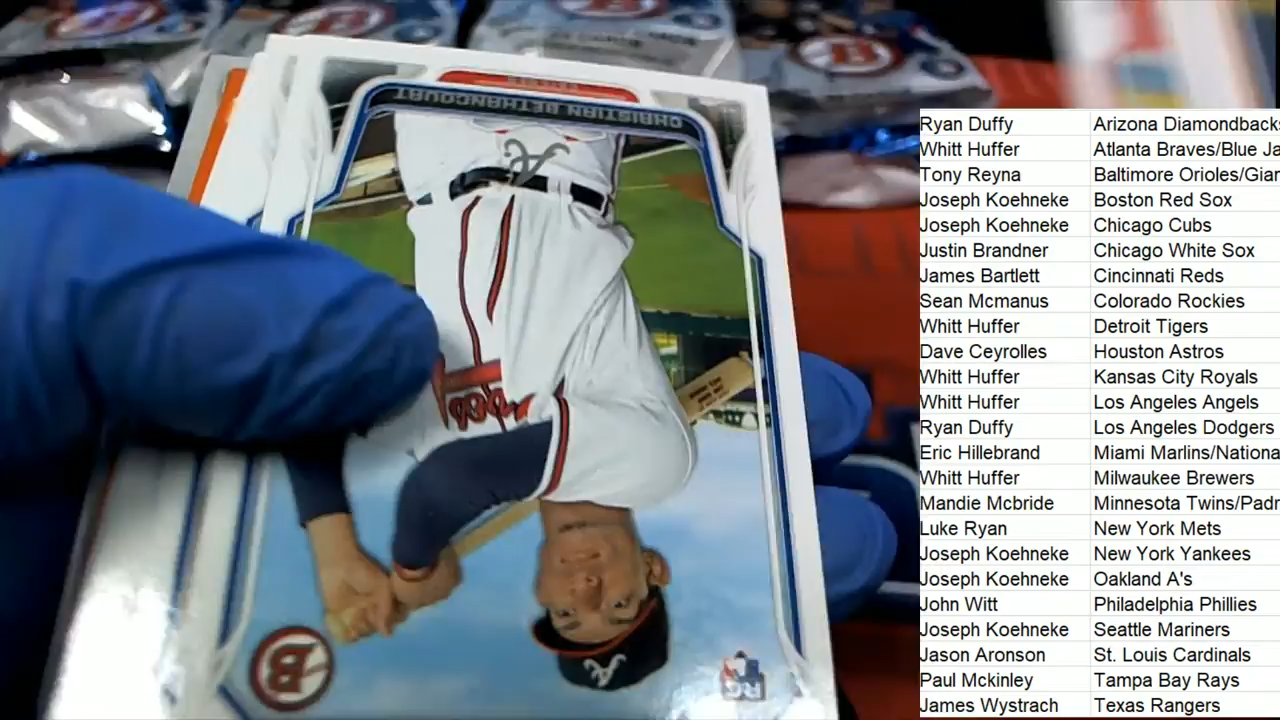 CHRISTIAN BETHANCOURT
B
RC
Ryan Duffy Arizona Diamondbacks
Whitt Huffer Atlanta Braves/Blue Ja
Tony Reyna Baltimore Orioles/Gian
Joseph Koehneke Boston Red Sox
Joseph Koehneke Chicago Cubs
Justin Brandner Chicago White Sox
James Bartlett Cincinnati Reds
Sean Mcmanus Colorado Rockies
Whitt Huffer Detroit Tigers
Dave Ceyrolles Houston Astros
Whitt Huffer Kansas City Royals
Whitt Huffer Los Angeles Angels
Ryan Duffy Los Angeles Dodgers
Eric Hillebrand Miami Marlins/Nationa
Whitt Huffer Milwaukee Brewers
Mandie Mcbride Minnesota Twins/Padr
Luke Ryan New York Mets
Joseph Koehneke New York Yankees
Joseph Koehneke Oakland A's
John Witt Philadelphia Phillies
Joseph Koehneke Seattle Mariners
Jason Aronson St. Louis Cardinals
Paul Mckinley Tampa Bay Rays
James Wystrach Texas Rangers